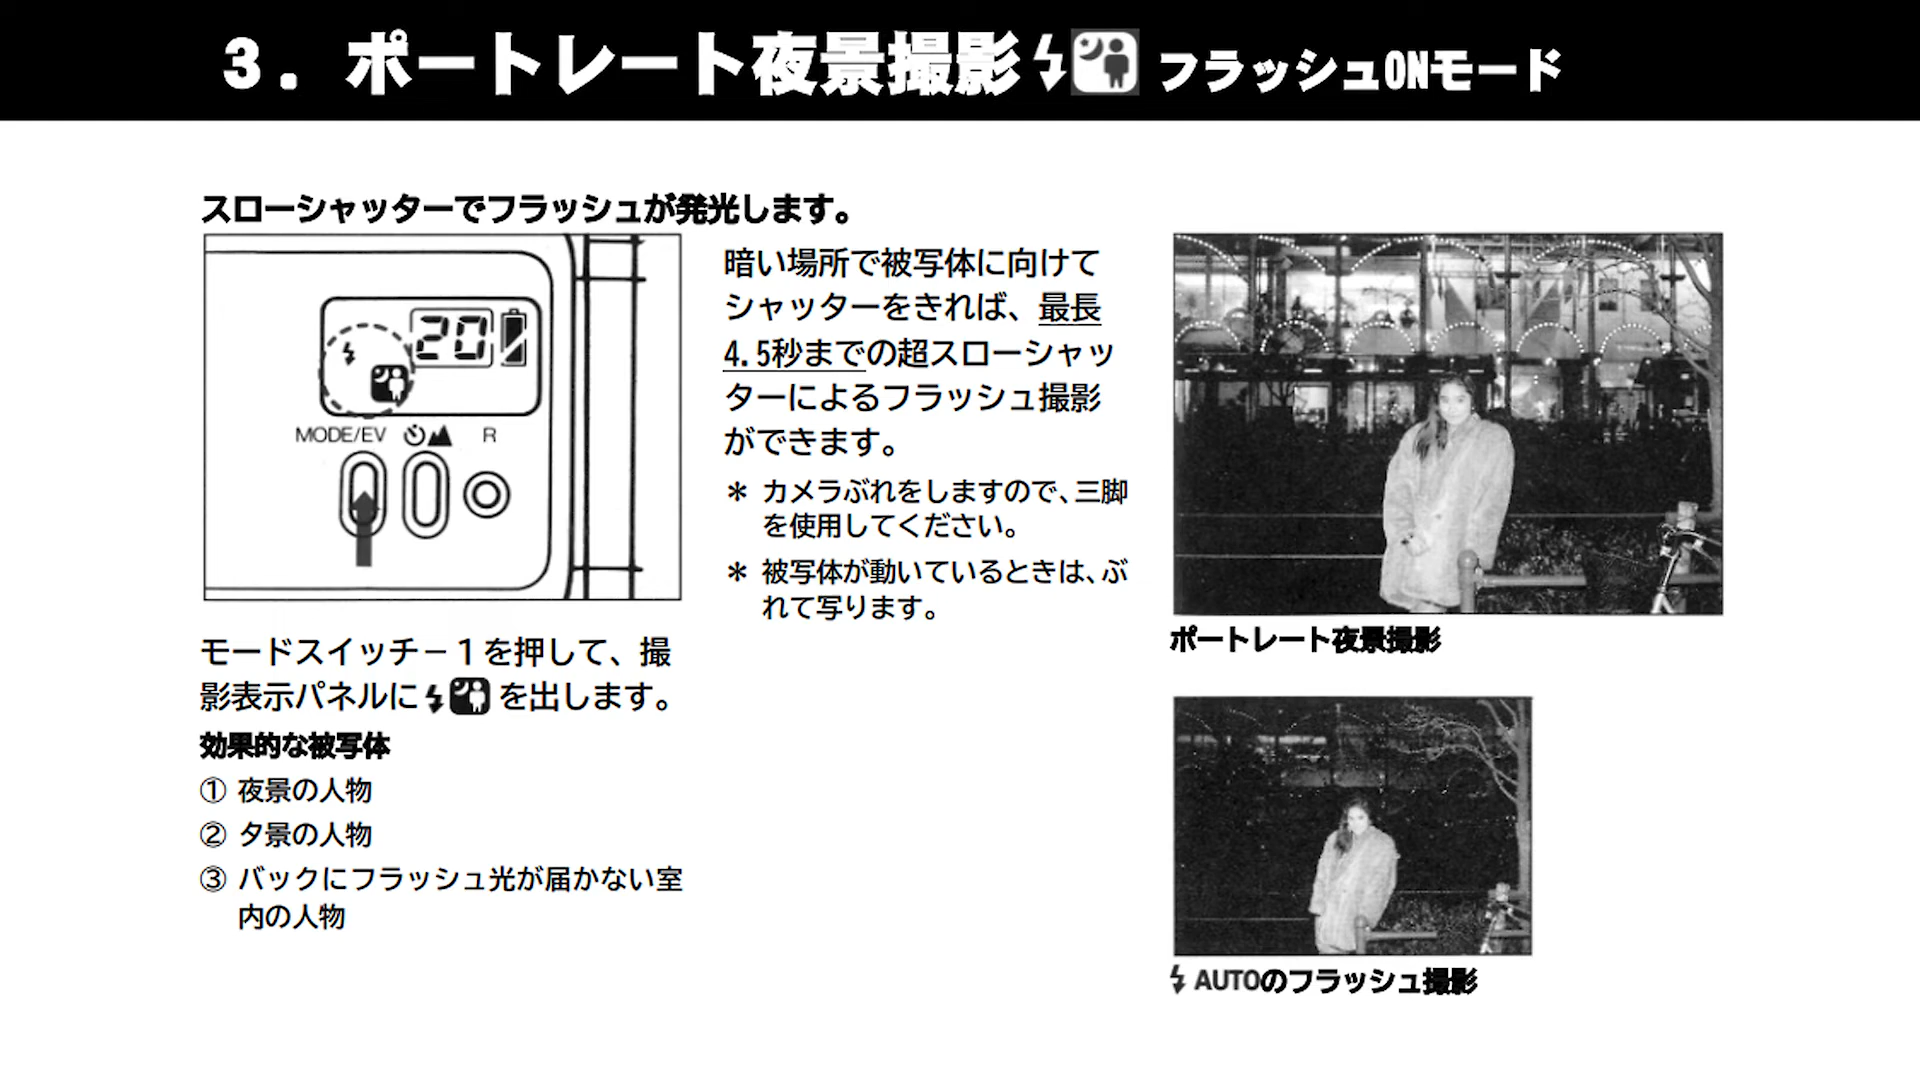 3. ポートレート夜景撮影 フラッシュONモード
スローシャッターでフラッシュが発光します。
20
MODE/EV
R
モードスイッチ－1を押して、撮
影表示パネルに を出します。
効果的な被写体
① 夜景の人物
② 夕景の人物
③ バックにフラッシュ光が届かない室
内の人物
暗い場所で被写体に向けて
シャッターをきれば、最長
4.5秒までの超スローシャッ
ターによるフラッシュ撮影
ができます。
＊ カメラぶれをしますので、三脚
を使用してください。
＊ 被写体が動いているときは、ぶ
れて写ります。
ポートレート夜景撮影
AUTOのフラッシュ撮影